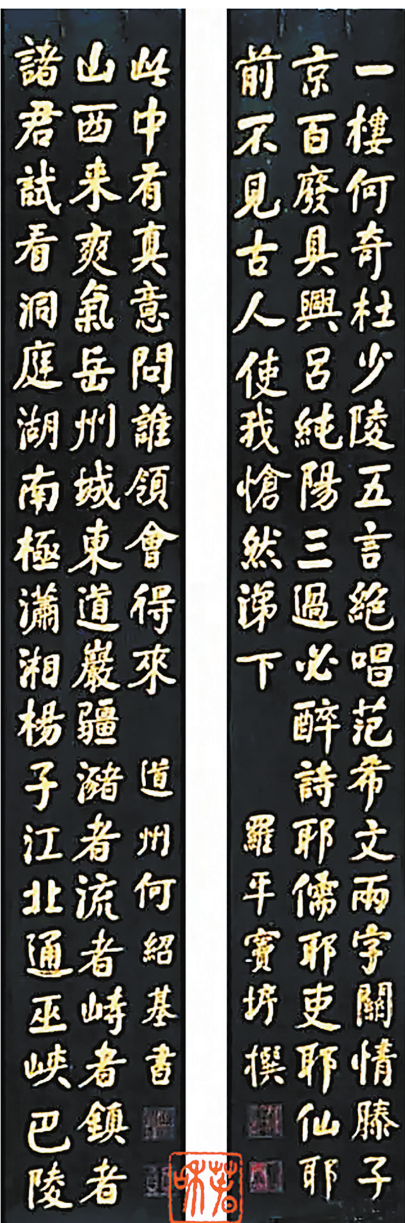 一樓何奇杜少陵五言絕唱范希文兩字關情滕子
京百廢具興呂純陽三過必醉詩耶儒耶吏耶仙耶
前不見古人使我愴然涕下
羅平竇垿撰
諸君試看洞庭湖南極瀟湘楊子江北通巫峽巴陵
山西来爽氣岳州城東道巖疆瀦者流者峙者鎮者
此中有真意問誰領會得來
道州何紹基書